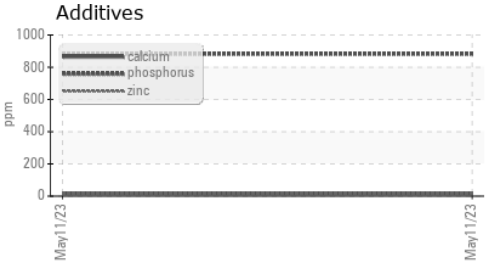 Additives
1000
800
600
400
200
0
ppm
calcium
phosphorus
zinc
May11/23
May11/23